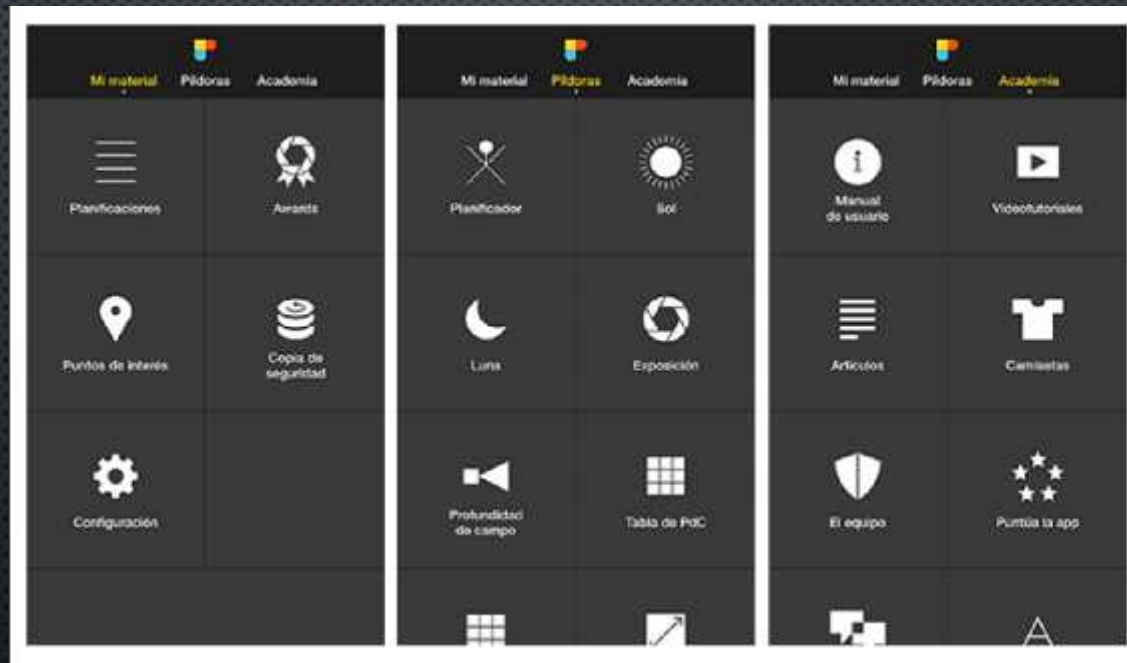 Mi material Píldoras Academia
Planificaciones
Awards
Puntos de interés
Copia de
seguridad
Configuración
Mi material Píldoras Academia
Planificador
Sol
Luna
Exposición
Profundidad
de campo
Tabla de PdC
Mi material Píldoras Academia
Manual
de usuario
Videotutoriales
Artículos
Camisetas
El equipo
Puntúa la app